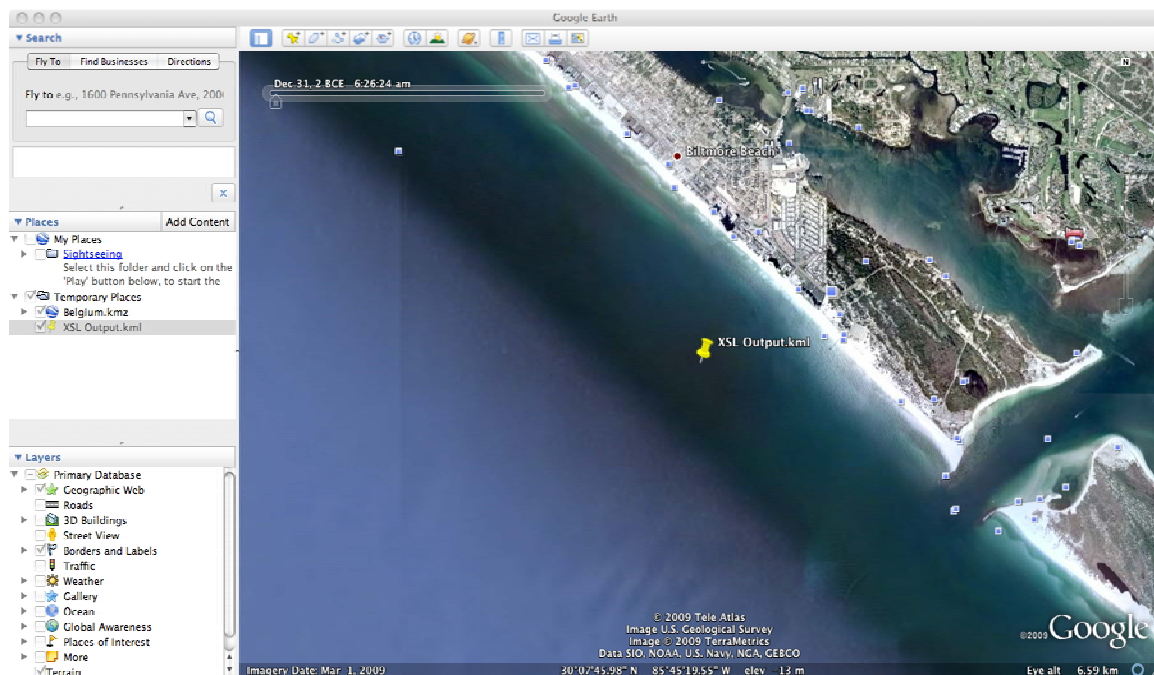 Google Earth
Search
Fly To Find Businesses Directions
Fly to e.g., 1600 Pennsylvania Ave, 200
Places
Add Content
My Places
Sightseeing
Select this folder and click on the
'Play' button below, to start the
Temporary Places
Belgium.kmz
XSL Output.kml
Layers
Primary Database
Geographic Web
Roads
3D Buildings
Street View
Borders and Labels
Traffic
Weather
Gallery
Ocean
Global Awareness
Places of Interest
More
Terrain
Dec 31, 2 BCE 6:26:24 am
N
Biltmore Beach
XSL Output.kml
© 2009 Tele Atlas
Image U.S. Geological Survey
Image © 2009 TerraMetrics
Data SIO, NOAA, U.S. Navy, NGA, GEBCO
©2009 Google
Imagery Date: Mar 1, 2009
30°07'45.98" N 85°45'19.55" W elev -13 m
Eye alt 6.59 km